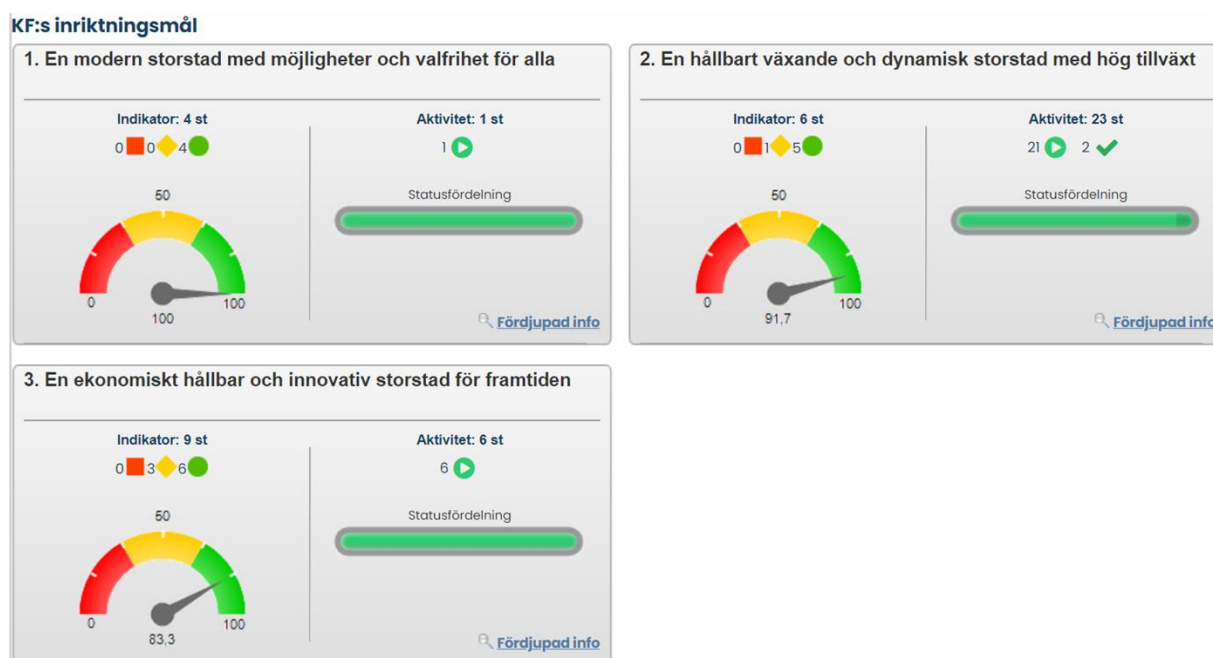 KF:s inriktningsmål
1. En modern storstad med möjligheter och valfrihet för alla
Indikator: 4 st
0 0 4
50
0
100
100
Aktivitet: 1 st
1
Statusfördelning
Fördjupad info
2. En hållbart växande och dynamisk storstad med hög tillväxt
Indikator: 6 st
0 1 5
50
0
100
91,7
Aktivitet: 23 st
21 2
Statusfördelning
Fördjupad info
3. En ekonomiskt hållbar och innovativ storstad för framtiden
Indikator: 9 st
0 3 6
50
0
100
83,3
Aktivitet: 6 st
6
Statusfördelning
Fördjupad info